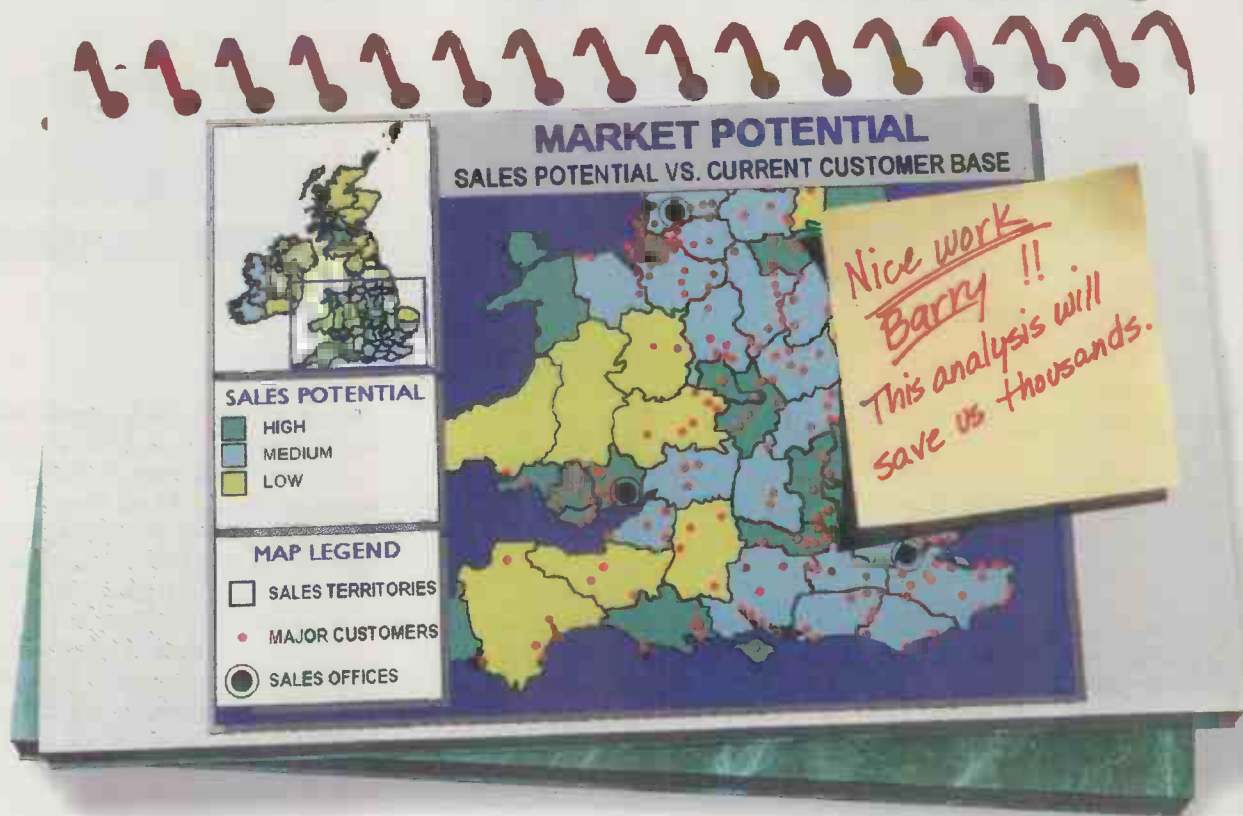 MARKET POTENTIAL
SALES POTENTIAL VS. CURRENT CUSTOMER BASE
SALES POTENTIAL
HIGH
MEDIUM
LOW
MAP LEGEND
SALES TERRITORIES
MAJOR CUSTOMERS
SALES OFFICES
Nice work
Barry !!
This analysis will
save us thousands.